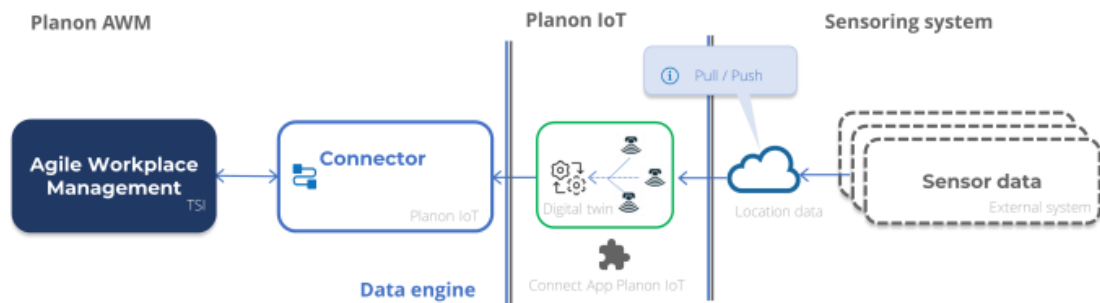 Planon AWM
Planon IoT
Sensoring system
Pull / Push
Agile Workplace
Management
TSI
Connector
Planon IoT
Digital twin
Location data
Sensor data
External system
Connect App Planon IoT
Data engine